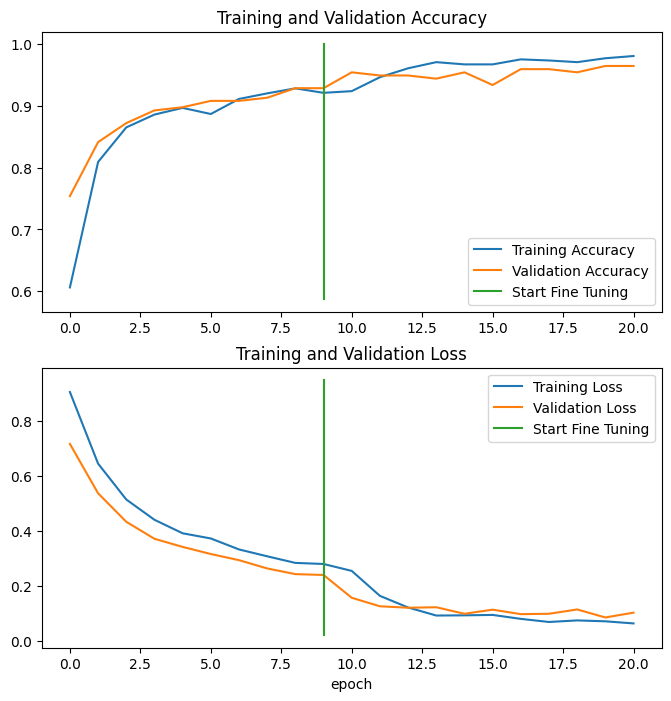 Training and Validation Accuracy
1.0
0.9
0.8
0.7
0.6
Training Accuracy
Validation Accuracy
Start Fine Tuning
0.0 2.5 5.0 7.5 10.0 12.5 15.0 17.5 20.0
Training and Validation Loss
0.8
0.6
0.4
0.2
0.0
Training Loss
Validation Loss
Start Fine Tuning
0.0 2.5 5.0 7.5 10.0 12.5 15.0 17.5 20.0
epoch